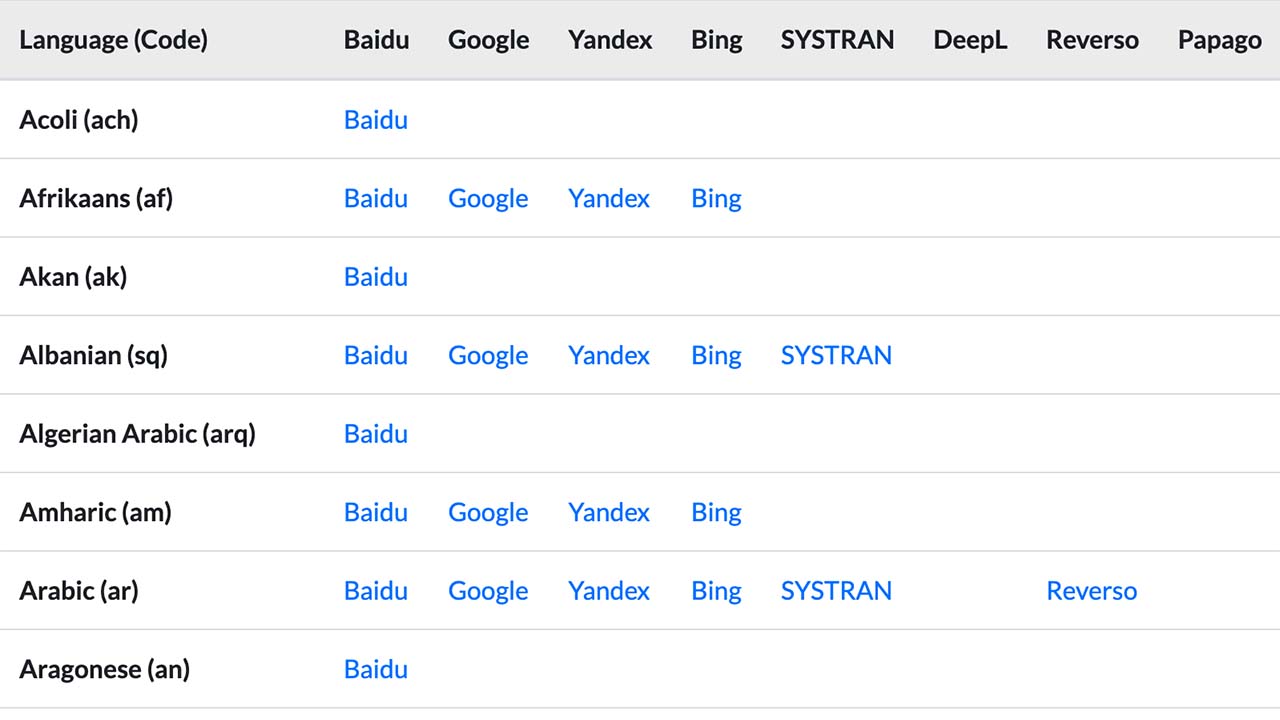 Language (Code) Baidu Google Yandex Bing SYSTRAN DeepL Reverso Papago
Acoli (ach) Baidu
Afrikaans (af) Baidu Google Yandex Bing
Akan (ak) Baidu
Albanian (sq) Baidu Google Yandex Bing SYSTRAN
Algerian Arabic (arq) Baidu
Amharic (am) Baidu Google Yandex Bing
Arabic (ar) Baidu Google Yandex Bing SYSTRAN Reverso
Aragonese (an) Baidu